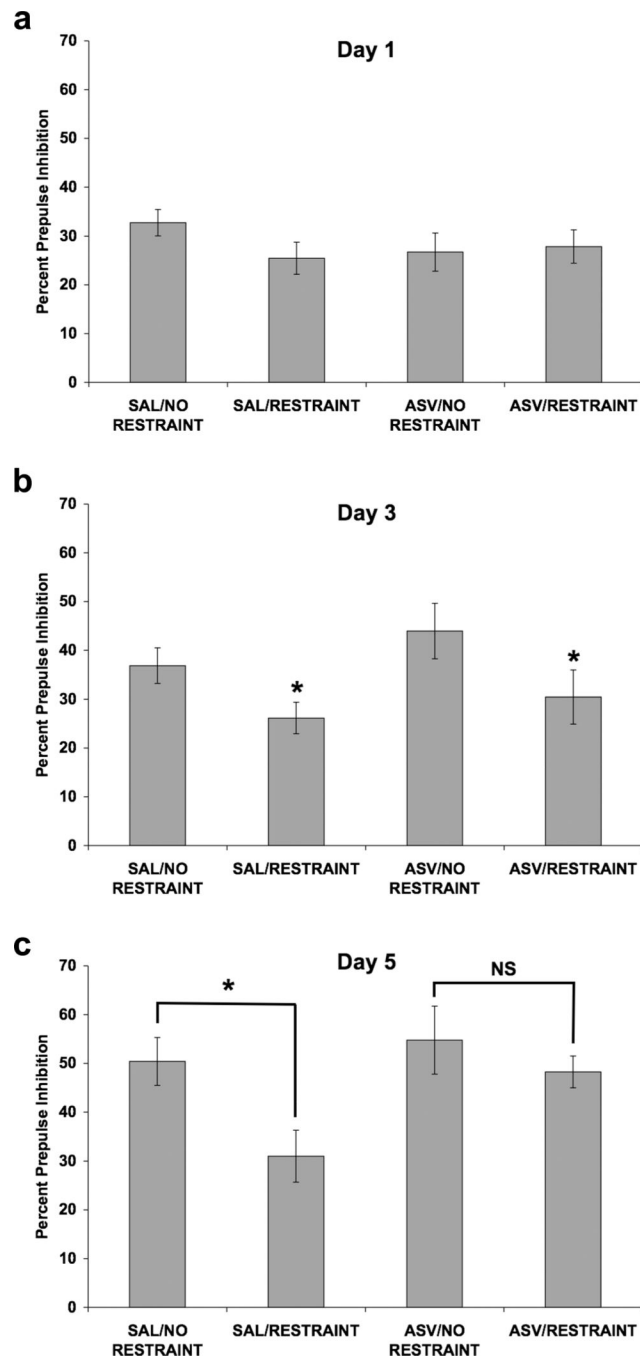 a
Day 1
Percent Prepulse Inhibition
70
60
50
40
30
20
10
0
SAL/NO
RESTRAINT
SAL/RESTRAINT
ASV/NO
RESTRAINT
ASV/RESTRAINT
b
Day 3
Percent Prepulse Inhibition
70
60
50
40
30
20
10
0
*
*
SAL/NO
RESTRAINT
SAL/RESTRAINT
ASV/NO
RESTRAINT
ASV/RESTRAINT
c
Day 5
Percent Prepulse Inhibition
70
60
50
40
30
20
10
0
*
NS
SAL/NO
RESTRAINT
SAL/RESTRAINT
ASV/NO
RESTRAINT
ASV/RESTRAINT